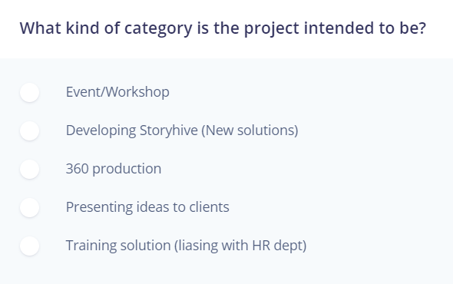 What kind of category is the project intended to be?
Event/Workshop
Developing Storyhive (New solutions)
360 production
Presenting ideas to clients
Training solution (liasing with HR dept)